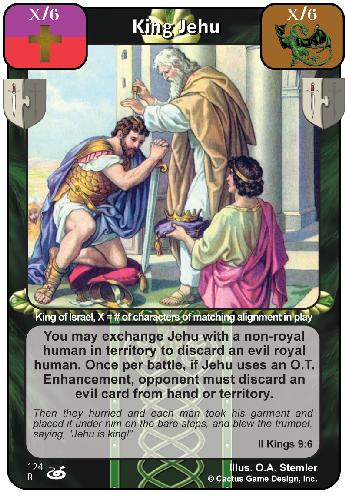 X/6
King Jehu
X/6
King of Israel, X = # of characters of matching alignment in play
You may exchange Jehu with a non-royal
human in territory to discard an evil royal
human. Once per battle, if Jehu uses an O.T.
Enhancement, opponent must discard an
evil card from hand or territory.
Then they hurried and each man took his garment and
placed it under him on the bare steps, and blew the trumpet,
saying, "Jehu is king!"
II Kings 9:6
124
R
Illus. O.A. Stemler
© Cactus Game Design, Inc.